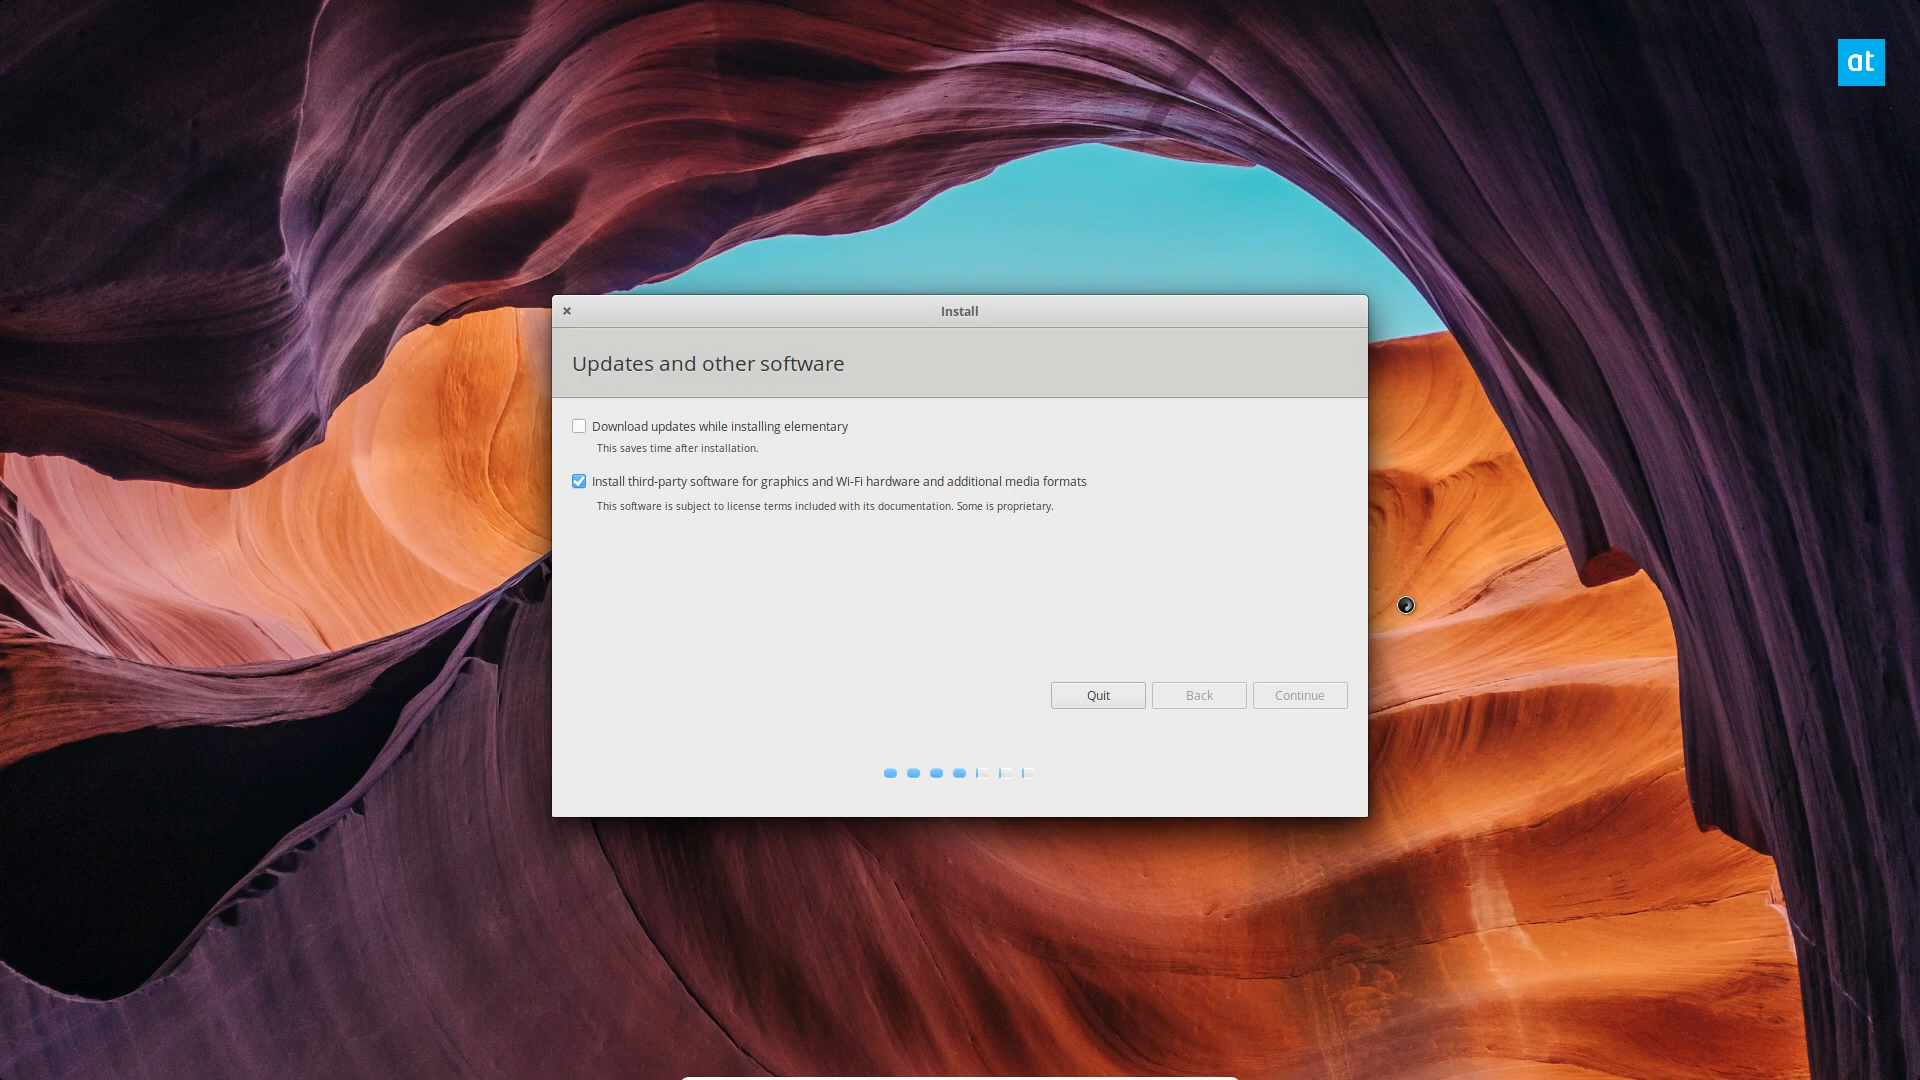 at
Install
Updates and other software
Download updates while installing elementary
This saves time after installation.
Install third-party software for graphics and Wi-Fi hardware and additional media formats
This software is subject to license terms included with its documentation. Some is proprietary.
Quit
Back
Continue